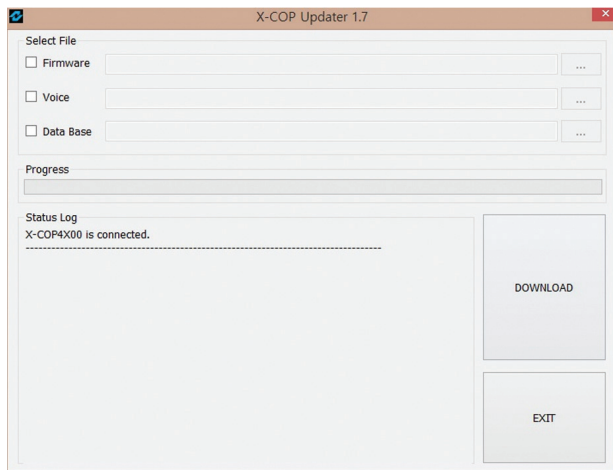 X-COP Updater 1.7
Select File
Firmware
...
Voice
...
Data Base
...
Progress
Status Log
X-COP4X00 is connected.
--------------------------------------------------------------------------------
DOWNLOAD
EXIT